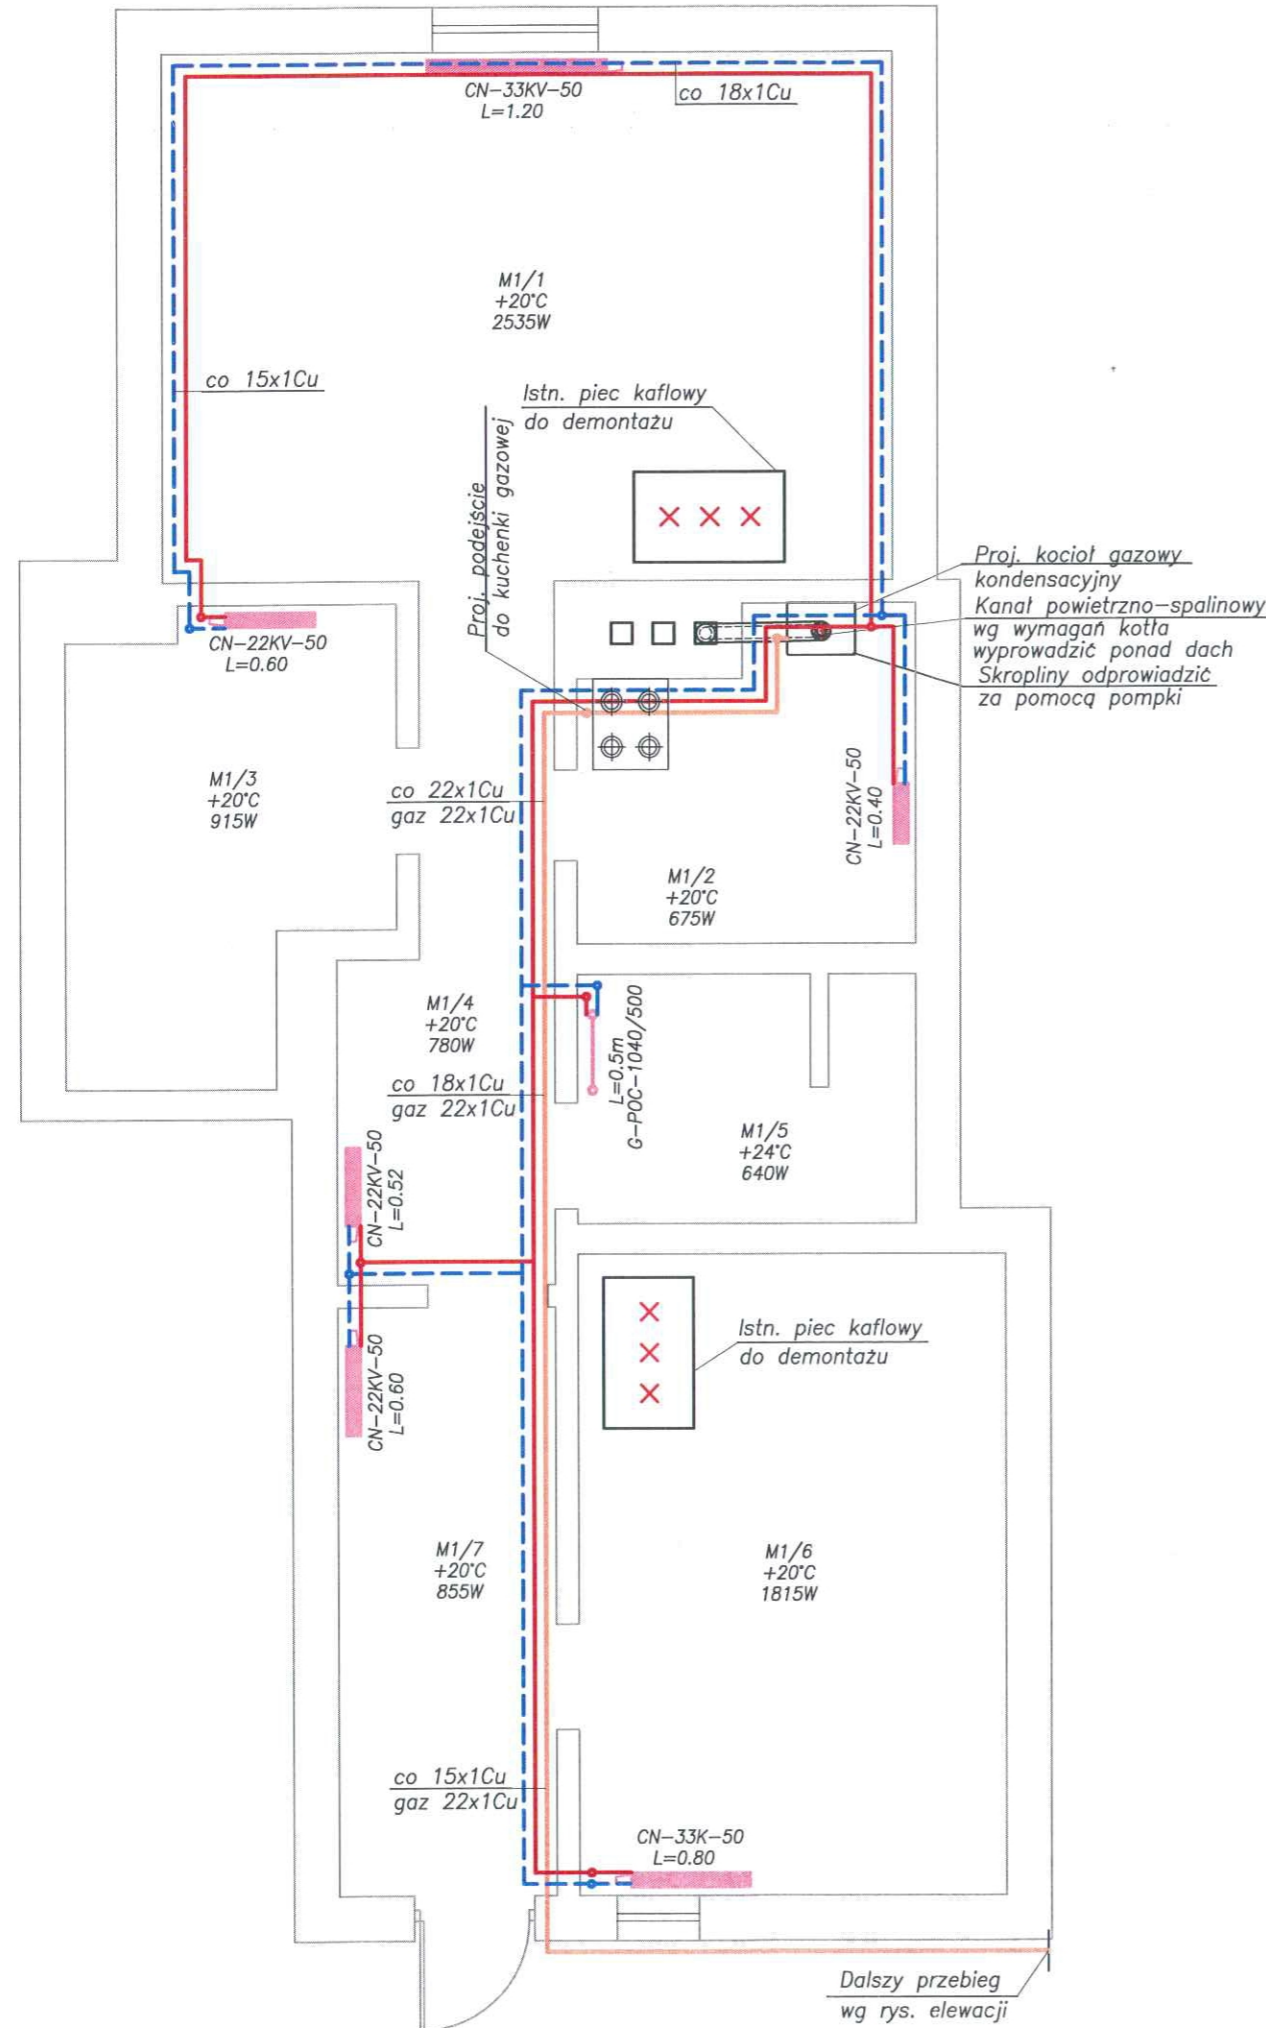 CN-33KV-50
L=1.20
co 18x1Cu
M1/1
+20°C
2535W
co 15x1Cu
Istn. piec kaflowy
do demontażu
Proj. podejście
do kuchenki gazowej
Proj. kocioł gazowy
kondensacyjny
Kanał powietrzno-spalinowy
wg wymagań kotła
wyprowadzić ponad dach
Skropliny odprowiadzić
za pomocą pompki
CN-22KV-50
L=0.60
M1/3
+20°C
915W
co 22x1Cu
gaz 22x1Cu
CN-22KV-50
L=0.40
M1/2
+20°C
675W
M1/4
+20°C
780W
L=0.5m
G-POC-1040/500
co 18x1Cu
gaz 22x1Cu
M1/5
+24°C
640W
CN-22KV-50
L=0.52
CN-22KV-50
L=0.60
Istn. piec kaflowy
do demontażu
M1/7
+20°C
855W
M1/6
+20°C
1815W
co 15x1Cu
gaz 22x1Cu
CN-33K-50
L=0.80
Dalszy przebieg
wg rys. elewacji